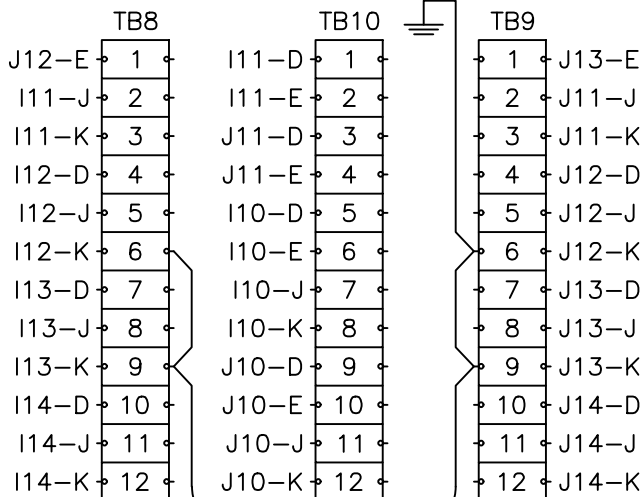 TB8 TB10 TB9
J12-E 1 I11-D 1 1 J13-E
I11-J 2 I11-E 2 2 J11-J
I11-K 3 J11-D 3 3 J11-K
I12-D 4 J11-E 4 4 J12-D
I12-J 5 I10-D 5 5 J12-J
I12-K 6 I10-E 6 6 J12-K
I13-D 7 I10-J 7 7 J13-D
I13-J 8 I10-K 8 8 J13-J
I13-K 9 J10-D 9 9 J13-K
I14-D 10 J10-E 10 10 J14-D
I14-J 11 J10-J 11 11 J14-J
I14-K 12 J10-K 12 12 J14-K